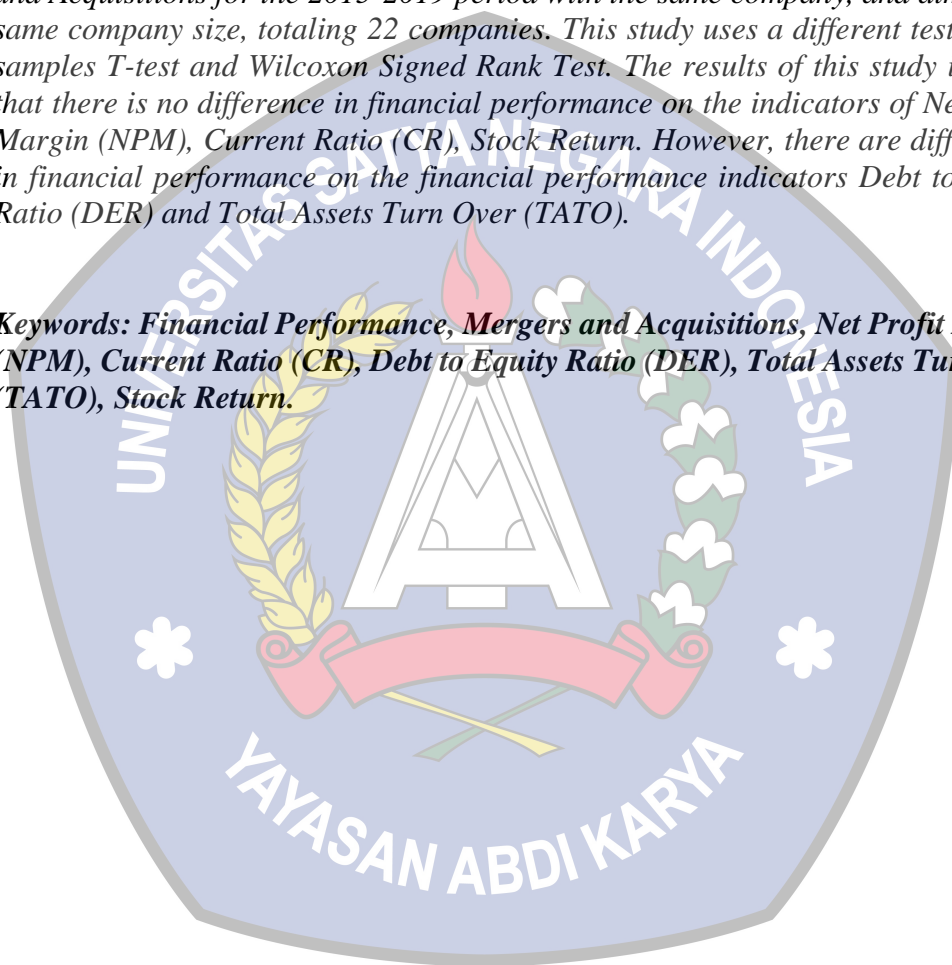 and Acquisitions for the 2015-2019 period with the same company, and
same company size, totaling 22 companies. This study uses a different test
samples T-test and Wilcoxon Signed Rank Test. The results of this study
that there is no difference in financial performance on the indicators of
Margin (NPM), Current Ratio (CR), Stock Return. However, there are
in financial performance on the financial performance indicators Debt to
Ratio (DER) and Total Assets Turn Over (TATO).
Keywords: Financial Performance, Mergers and Acquisitions, Net Profit
(NPM), Current Ratio (CR), Debt to Equity Ratio (DER), Total Assets
(TATO), Stock Return.
UNIVERSITAS SATYA NEGARA INDONESIA
YAYASAN ABDI KARYA